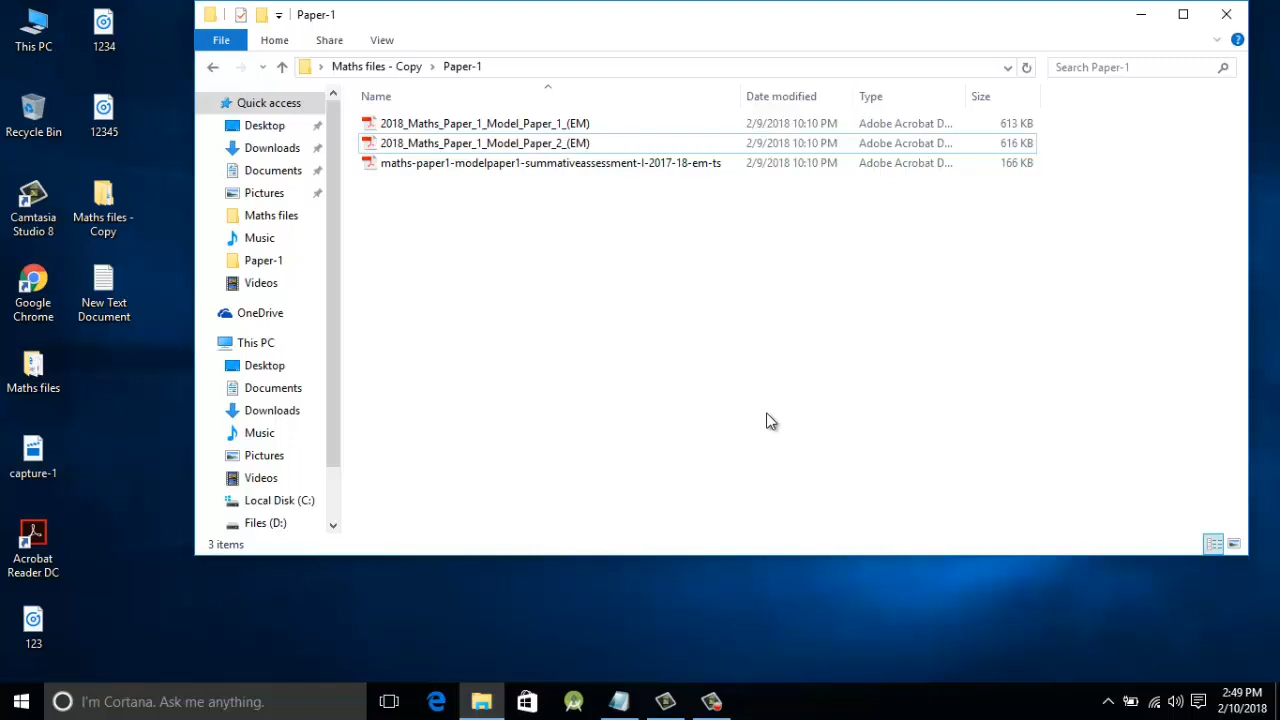 This PC
1234
Recycle Bin
12345
Camtasia
Studio 8
Maths files -
Copy
Google
Chrome
New Text
Document
Maths files
capture-1
Acrobat
Reader DC
123
Paper-1
File
Home
Share
View
Maths files - Copy
Paper-1
Search Paper-1
Quick access
Desktop
Downloads
Documents
Pictures
Maths files
Music
Paper-1
Videos
OneDrive
This PC
Desktop
Documents
Downloads
Music
Pictures
Videos
Local Disk (C:)
Files (D:)
Name Date modified Type Size
2018_Maths_Paper_1_Model_Paper_1_(EM) 2/9/2018 10:10 PM Adobe Acrobat D... 613 KB
2018_Maths_Paper_1_Model_Paper_2_(EM) 2/9/2018 10:10 PM Adobe Acrobat D... 616 KB
maths-paper1-modelpaper1-summativeassessment-I-2017-18-em-ts 2/9/2018 10:10 PM Adobe Acrobat D... 166 KB
3 items
I'm Cortana. Ask me anything.
2:49 PM
2/10/2018